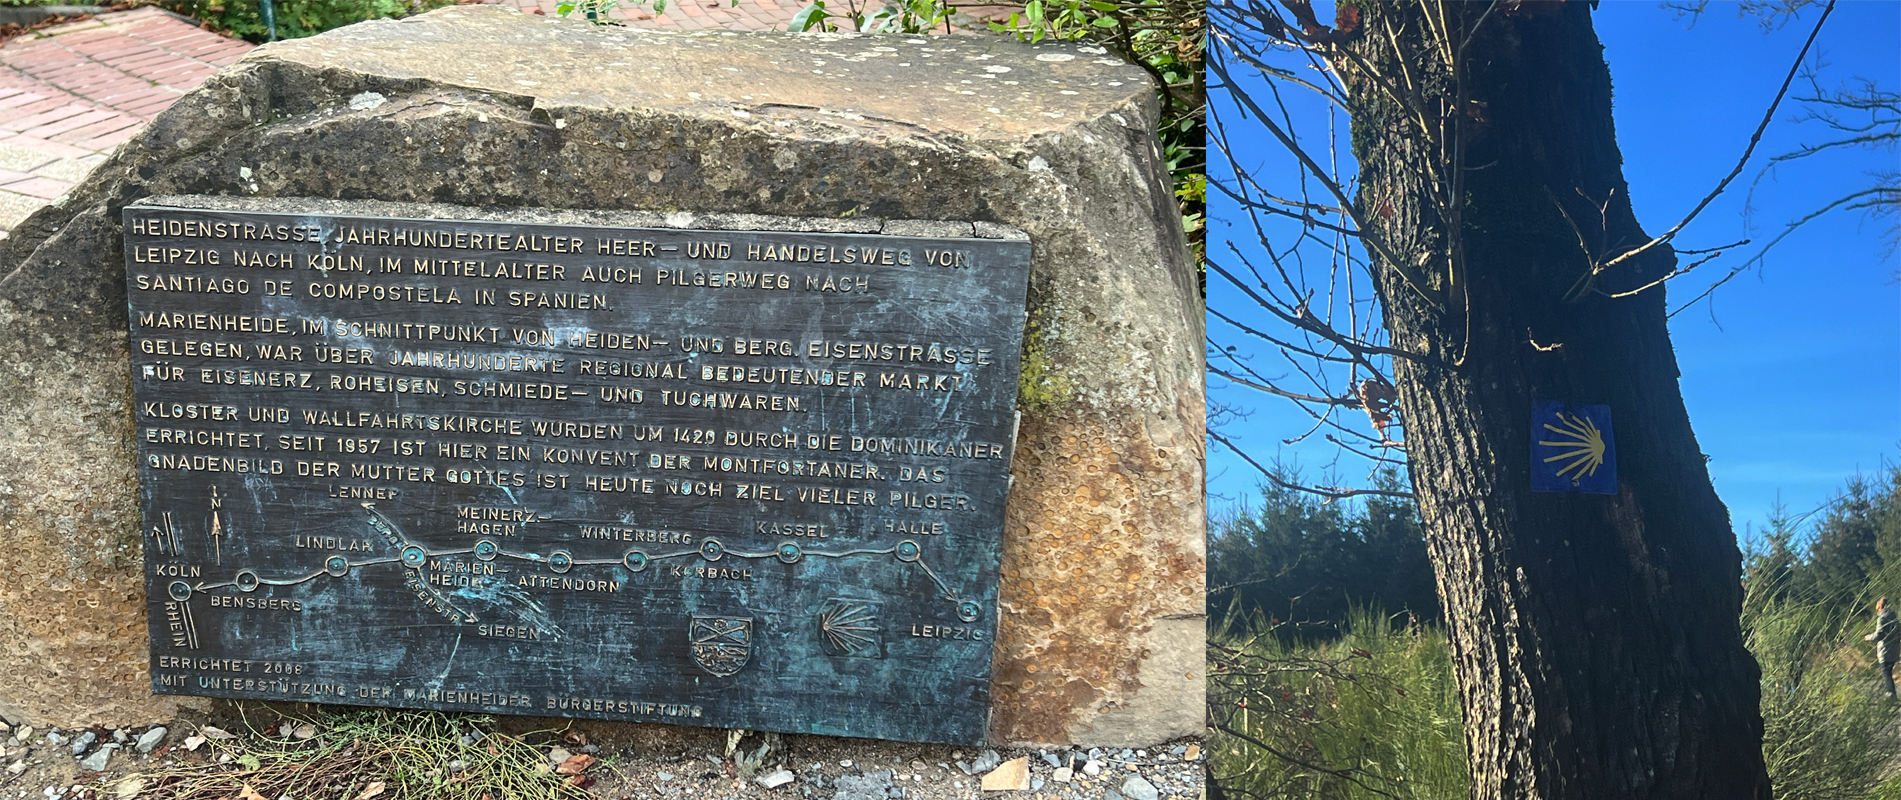 HEIDENSTRASSE, JAHRHUNDERTEALTER HEER- UND HANDELSWEG VON
LEIPZIG NACH KÖLN, IM MITTELALTER AUCH PILGERWEG NACH
SANTIAGO DE COMPOSTELA IN SPANIEN.
MARIENHEIDE, IM SCHNITTPUNKT VON HEIDEN- UND BERG. EISENSTRASSE
GELEGEN, WAR ÜBER JAHRHUNDERTE REGIONAL BEDEUTENDER MARKT
FÜR EISENERZ, ROHEISEN, SCHMIEDE- UND TUCHWAREN.
KLOSTER UND WALLFAHRTSKIRCHE WURDEN UM 1420 DURCH DIE DOMINIKANER
ERRICHTET, SEIT 1957 IST HIER EIN KONVENT DER MONTFORTANER. DAS
GNADENBILD DER MUTTER GOTTES IST HEUTE NOCH ZIEL VIELER PILGER.
N
LENNEP
BERG.
EISENSTR.
SIEGEN
KÖLN
RHEIN
BENSBERG
LINDLAR
MARIEN-
HEIDE
MEINERZ-
HAGEN
ATTENDORN
WINTERBERG
KORBACH
KASSEL
HALLE
LEIPZIG
ERRICHTET 2008
MIT UNTERSTÜTZUNG DER MARIENHEIDER BÜRGERSTIFTUNG